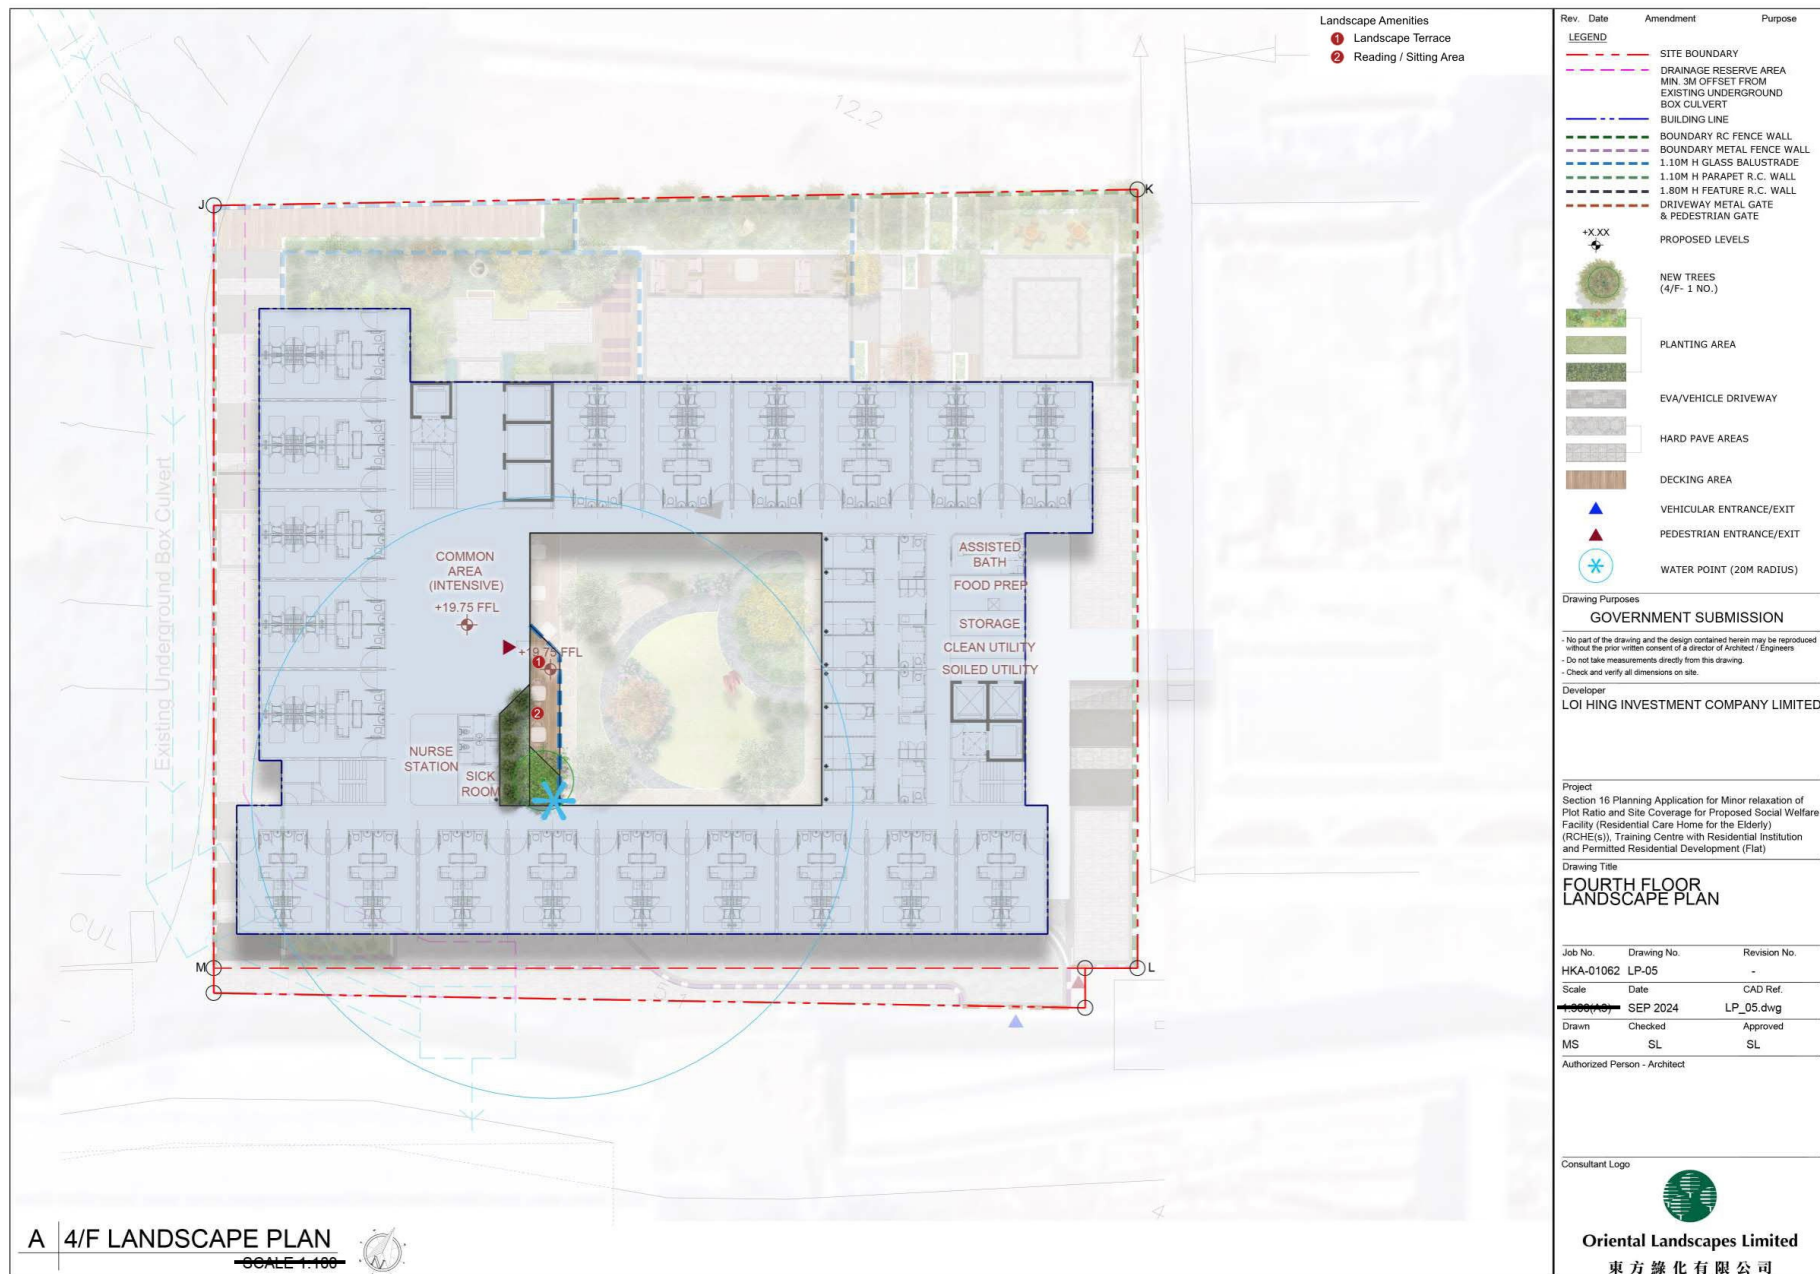 Landscape Amenities
1 Landscape Terrace
2 Reading / Sitting Area
12.2
J
K
Existing Underground Box Culvert
COMMON
AREA
(INTENSIVE)
+19.75 FFL
+19.75 FFL
1
2
NURSE
STATION
SICK
ROOM
ASSISTED
BATH
FOOD PREP
STORAGE
CLEAN UTILITY
SOILED UTILITY
CUL
M
L
4
A 4/F LANDSCAPE PLAN
SCALE 1:100
N
Rev. Date Amendment Purpose
LEGEND
SITE BOUNDARY
DRAINAGE RESERVE AREA
MIN. 3M OFFSET FROM
EXISTING UNDERGROUND
BOX CULVERT
BUILDING LINE
BOUNDARY RC FENCE WALL
BOUNDARY METAL FENCE WALL
1.10M H GLASS BALUSTRADE
1.10M H PARAPET R.C. WALL
1.80M H FEATURE R.C. WALL
DRIVEWAY METAL GATE
& PEDESTRIAN GATE
+X.XX
PROPOSED LEVELS
NEW TREES
(4/F- 1 NO.)
PLANTING AREA
EVA/VEHICLE DRIVEWAY
HARD PAVE AREAS
DECKING AREA
VEHICULAR ENTRANCE/EXIT
PEDESTRIAN ENTRANCE/EXIT
WATER POINT (20M RADIUS)
Drawing Purposes
GOVERNMENT SUBMISSION
- No part of the drawing and the design contained herein may be reproduced
without the prior written consent of a director of Architect / Engineers
- Do not take measurements directly from this drawing.
- Check and verify all dimensions on site.
Developer
LOI HING INVESTMENT COMPANY LIMITED
Project
Section 16 Planning Application for Minor relaxation of
Plot Ratio and Site Coverage for Proposed Social Welfare
Facility (Residential Care Home for the Elderly)
(RCHE(s)), Training Centre with Residential Institution
and Permitted Residential Development (Flat)
Drawing Title
FOURTH FLOOR
LANDSCAPE PLAN
Job No. Drawing No. Revision No.
HKA-01062 LP-05 -
Scale Date CAD Ref.
SEP 2024 LP_05.dwg
Drawn Checked Approved
MS SL SL
Authorized Person - Architect
Consultant Logo
Oriental Landscapes Limited
東方綠化有限公司